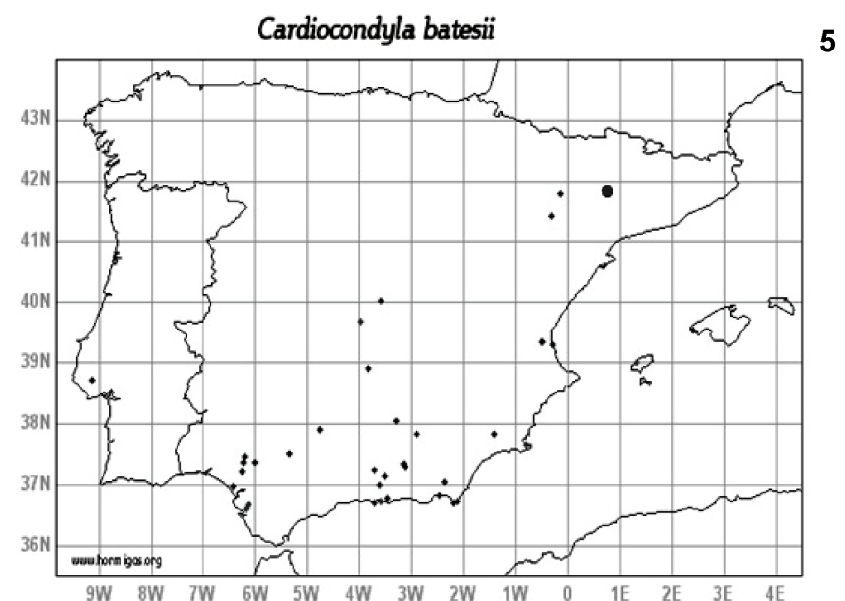 Cardiocondyla batesii
5
43N
42N
41N
40N
39N
38N
37N
36N
www.hormigas.org
9W 8W 7W 6W 5W 4W 3W 2W 1W 0 1E 2E 3E 4E